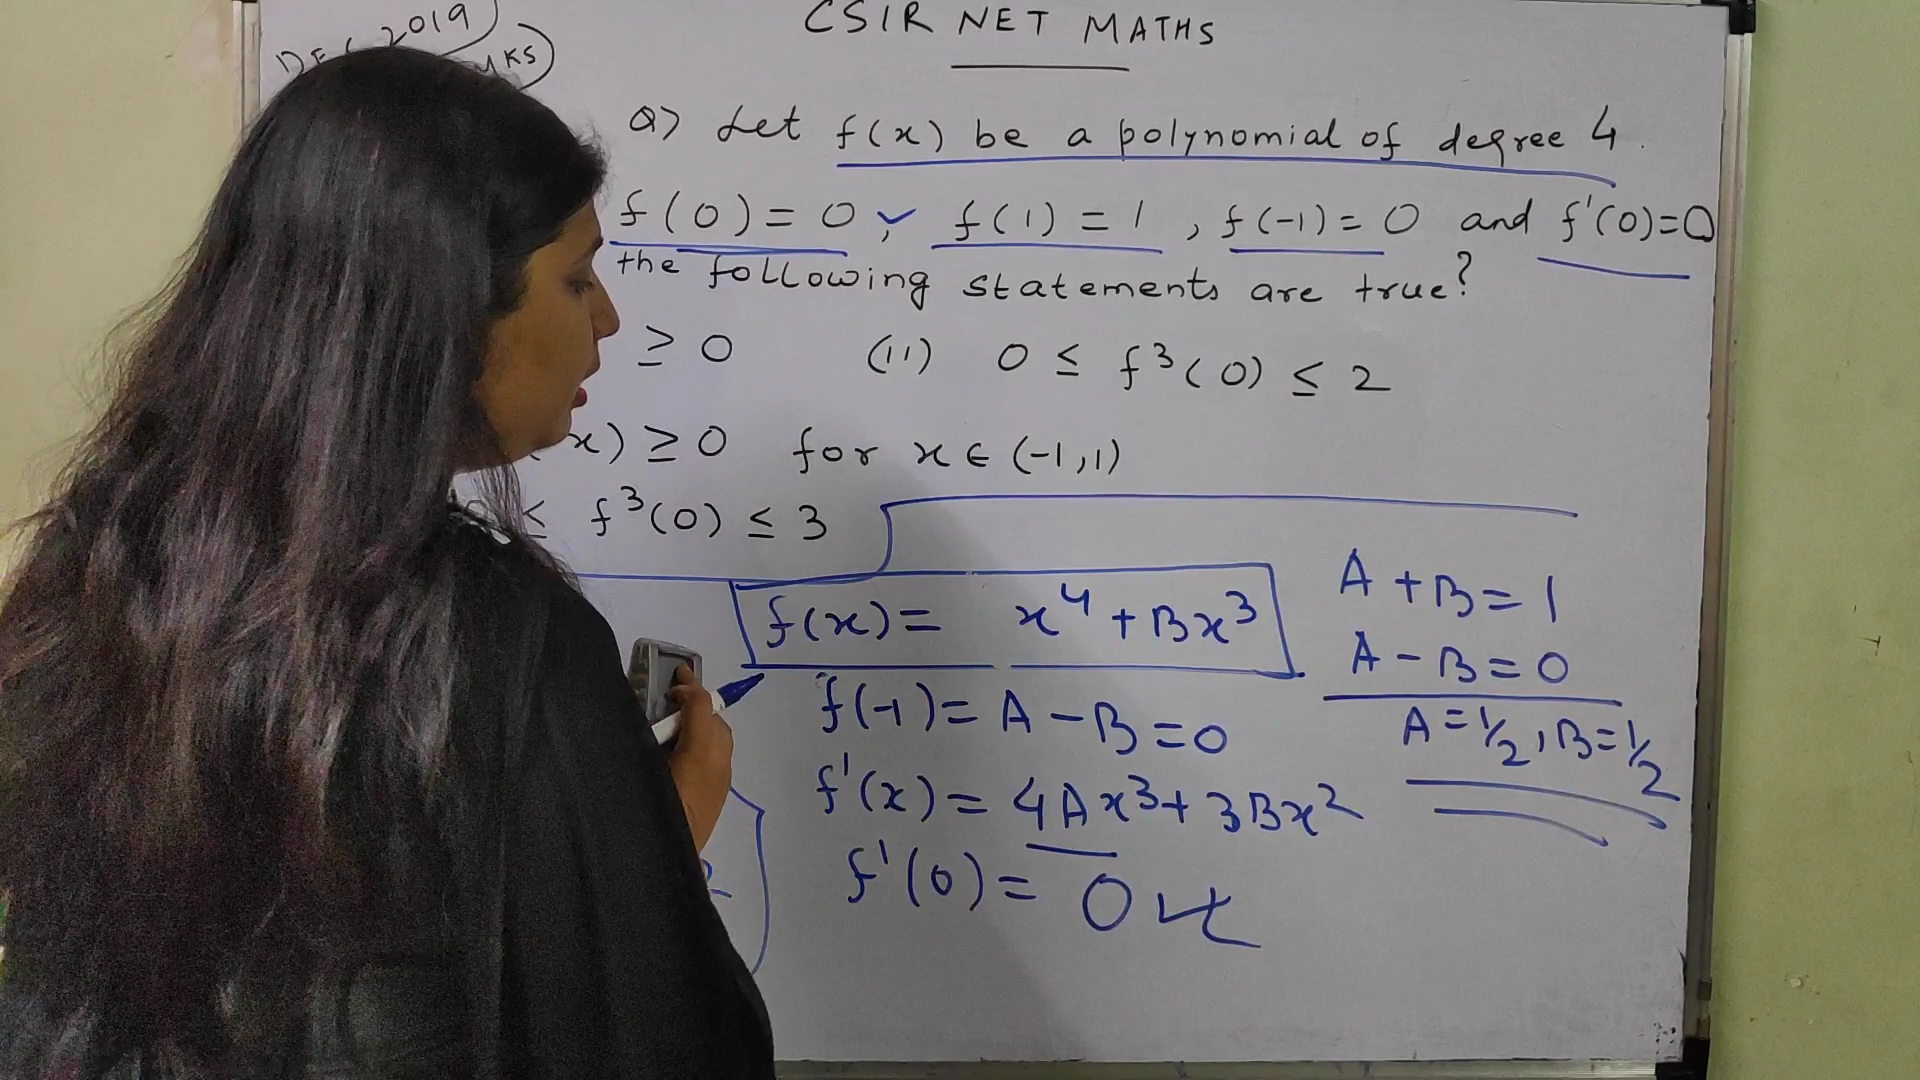 DEC 2019
MKS)
CSIR NET MATHS
Q) Let f(x) be a polynomial of degree 4.
f(0) = 0, f(1) = 1, f(-1) = 0 and f'(0)=0
the following statements are true?
≥ 0 (ii) 0 ≤ f³(0) ≤ 2
x) ≥ 0 for x ∈ (-1,1)
0 ≤ f³(0) ≤ 3
f(x) = x⁴ + Bx³
f(-1) = A - B = 0
f'(x) = 4Ax³ + 3Bx²
f'(0) = 0
A + B = 1
A - B = 0
A = 1/2, B = 1/2